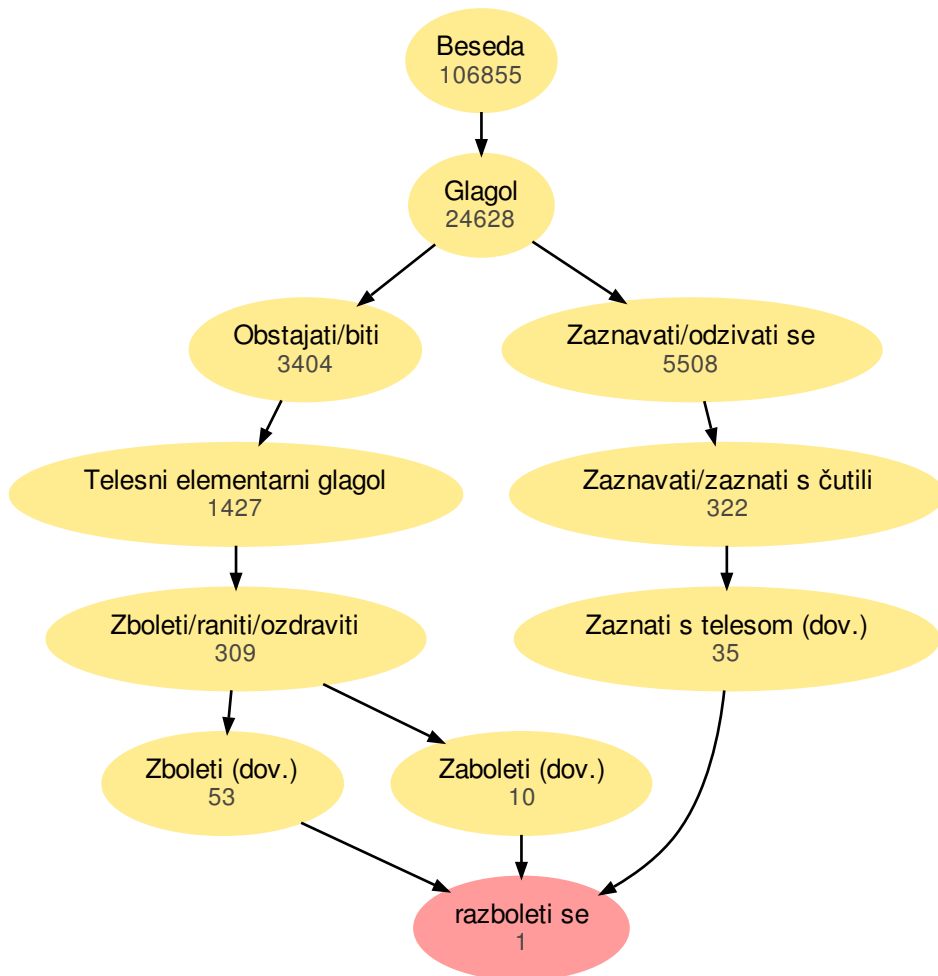 Beseda
106855
Glagol
24628
Obstajati/biti
3404
Zaznavati/odzivati se
5508
Telesni elementarni glagol
1427
Zaznavati/zaznati s čutili
322
Zboleti/raniti/ozdraviti
309
Zaznati s telesom (dov.)
35
Zboleti (dov.)
53
Zaboleti (dov.)
10
razboleti se
1